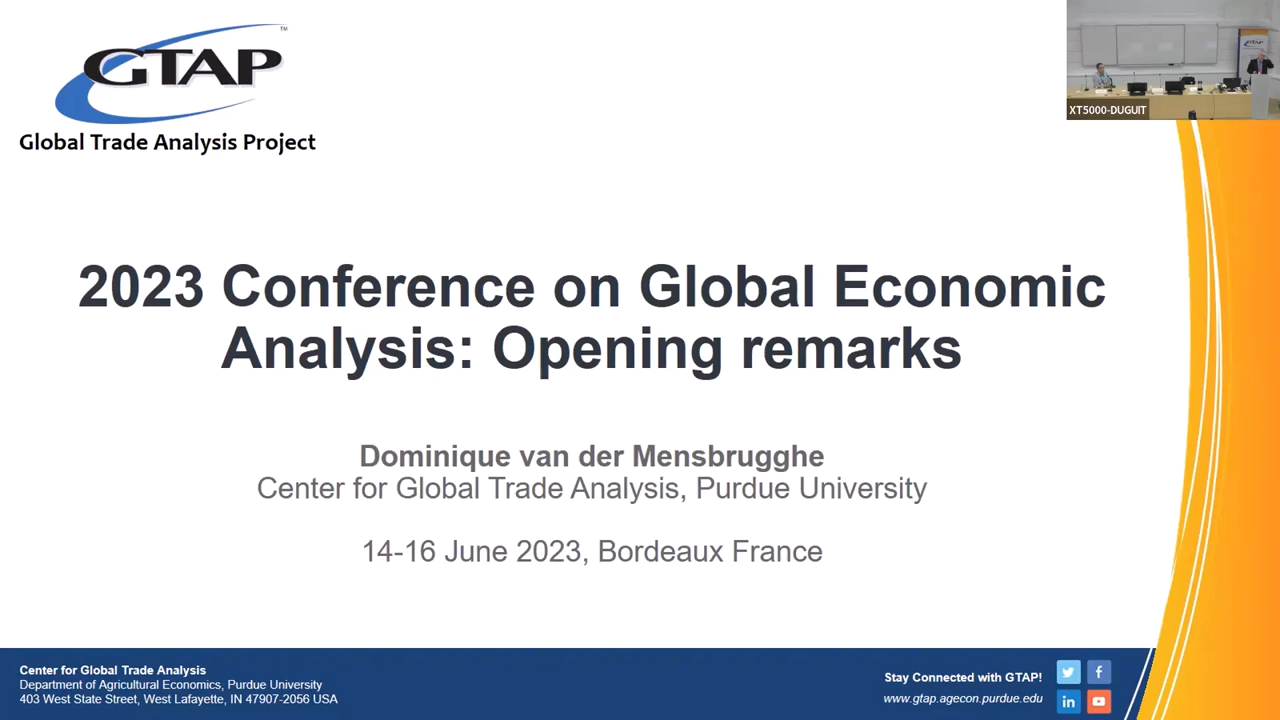 GTAP
TM
Global Trade Analysis Project
XT5000-DUGUIT
2023 Conference on Global Economic
Analysis: Opening remarks
Dominique van der Mensbrugghe
Center for Global Trade Analysis, Purdue University
14-16 June 2023, Bordeaux France
Center for Global Trade Analysis
Department of Agricultural Economics, Purdue University
403 West State Street, West Lafayette, IN 47907-2056 USA
Stay Connected with GTAP!
www.gtap.agecon.purdue.edu